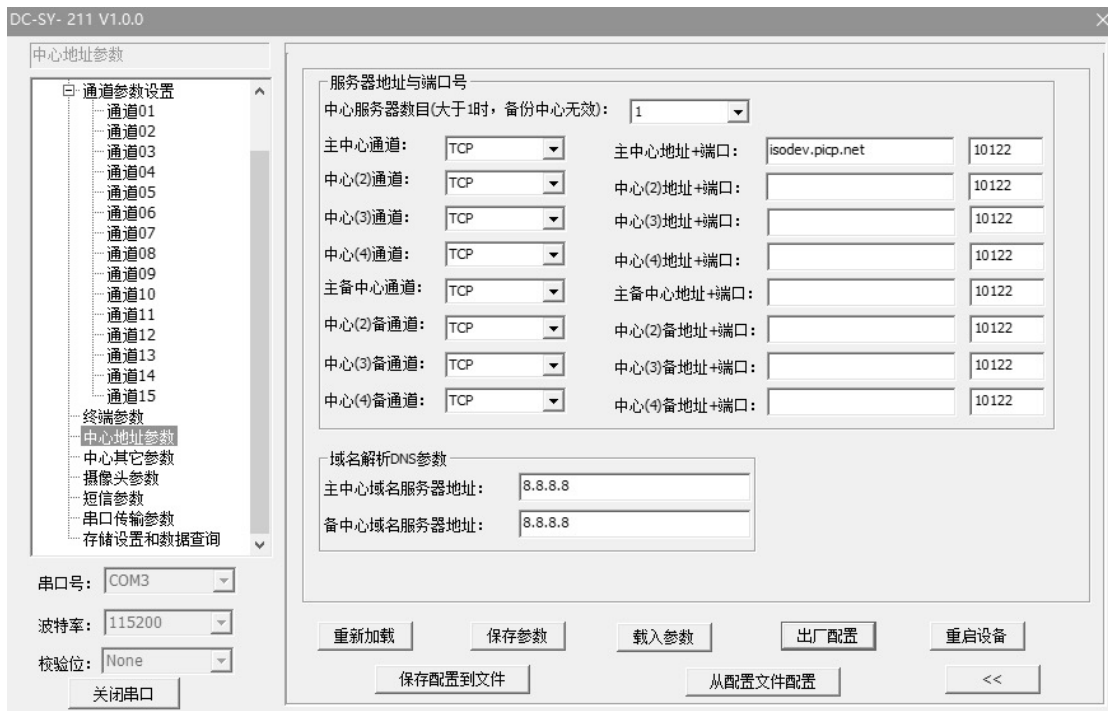 DC-SY- 211 V1.0.0
中心地址参数
通道参数设置
通道01
通道02
通道03
通道04
通道05
通道06
通道07
通道08
通道09
通道10
通道11
通道12
通道13
通道14
通道15
终端参数
中心地址参数
中心其它参数
摄像头参数
短信参数
串口传输参数
存储设置和数据查询
串口号： COM3
波特率： 115200
校验位： None
关闭串口
服务器地址与端口号
中心服务器数目(大于1时，备份中心无效)： 1
主中心通道： TCP 主中心地址+端口： isodev.picp.net 10122
中心(2)通道： TCP 中心(2)地址+端口： 10122
中心(3)通道： TCP 中心(3)地址+端口： 10122
中心(4)通道： TCP 中心(4)地址+端口： 10122
主备中心通道： TCP 主备中心地址+端口： 10122
中心(2)备通道： TCP 中心(2)备地址+端口： 10122
中心(3)备通道： TCP 中心(3)备地址+端口： 10122
中心(4)备通道： TCP 中心(4)备地址+端口： 10122
域名解析DNS参数
主中心域名服务器地址： 8.8.8.8
备中心域名服务器地址： 8.8.8.8
重新加载 保存参数 载入参数 出厂配置 重启设备
保存配置到文件 从配置文件配置 <<